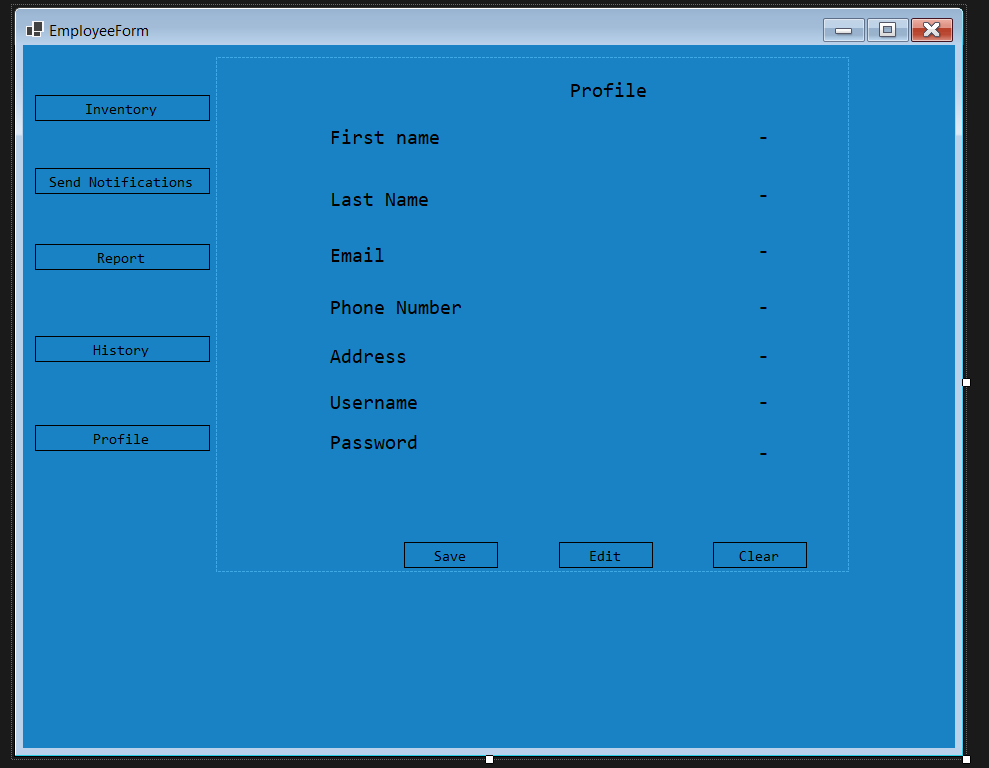 EmployeeForm
Profile
Inventory
First name -
Send Notifications
Last Name -
Report
Email -
Phone Number -
History
Address -
Username -
Profile
Password -
Save Edit Clear